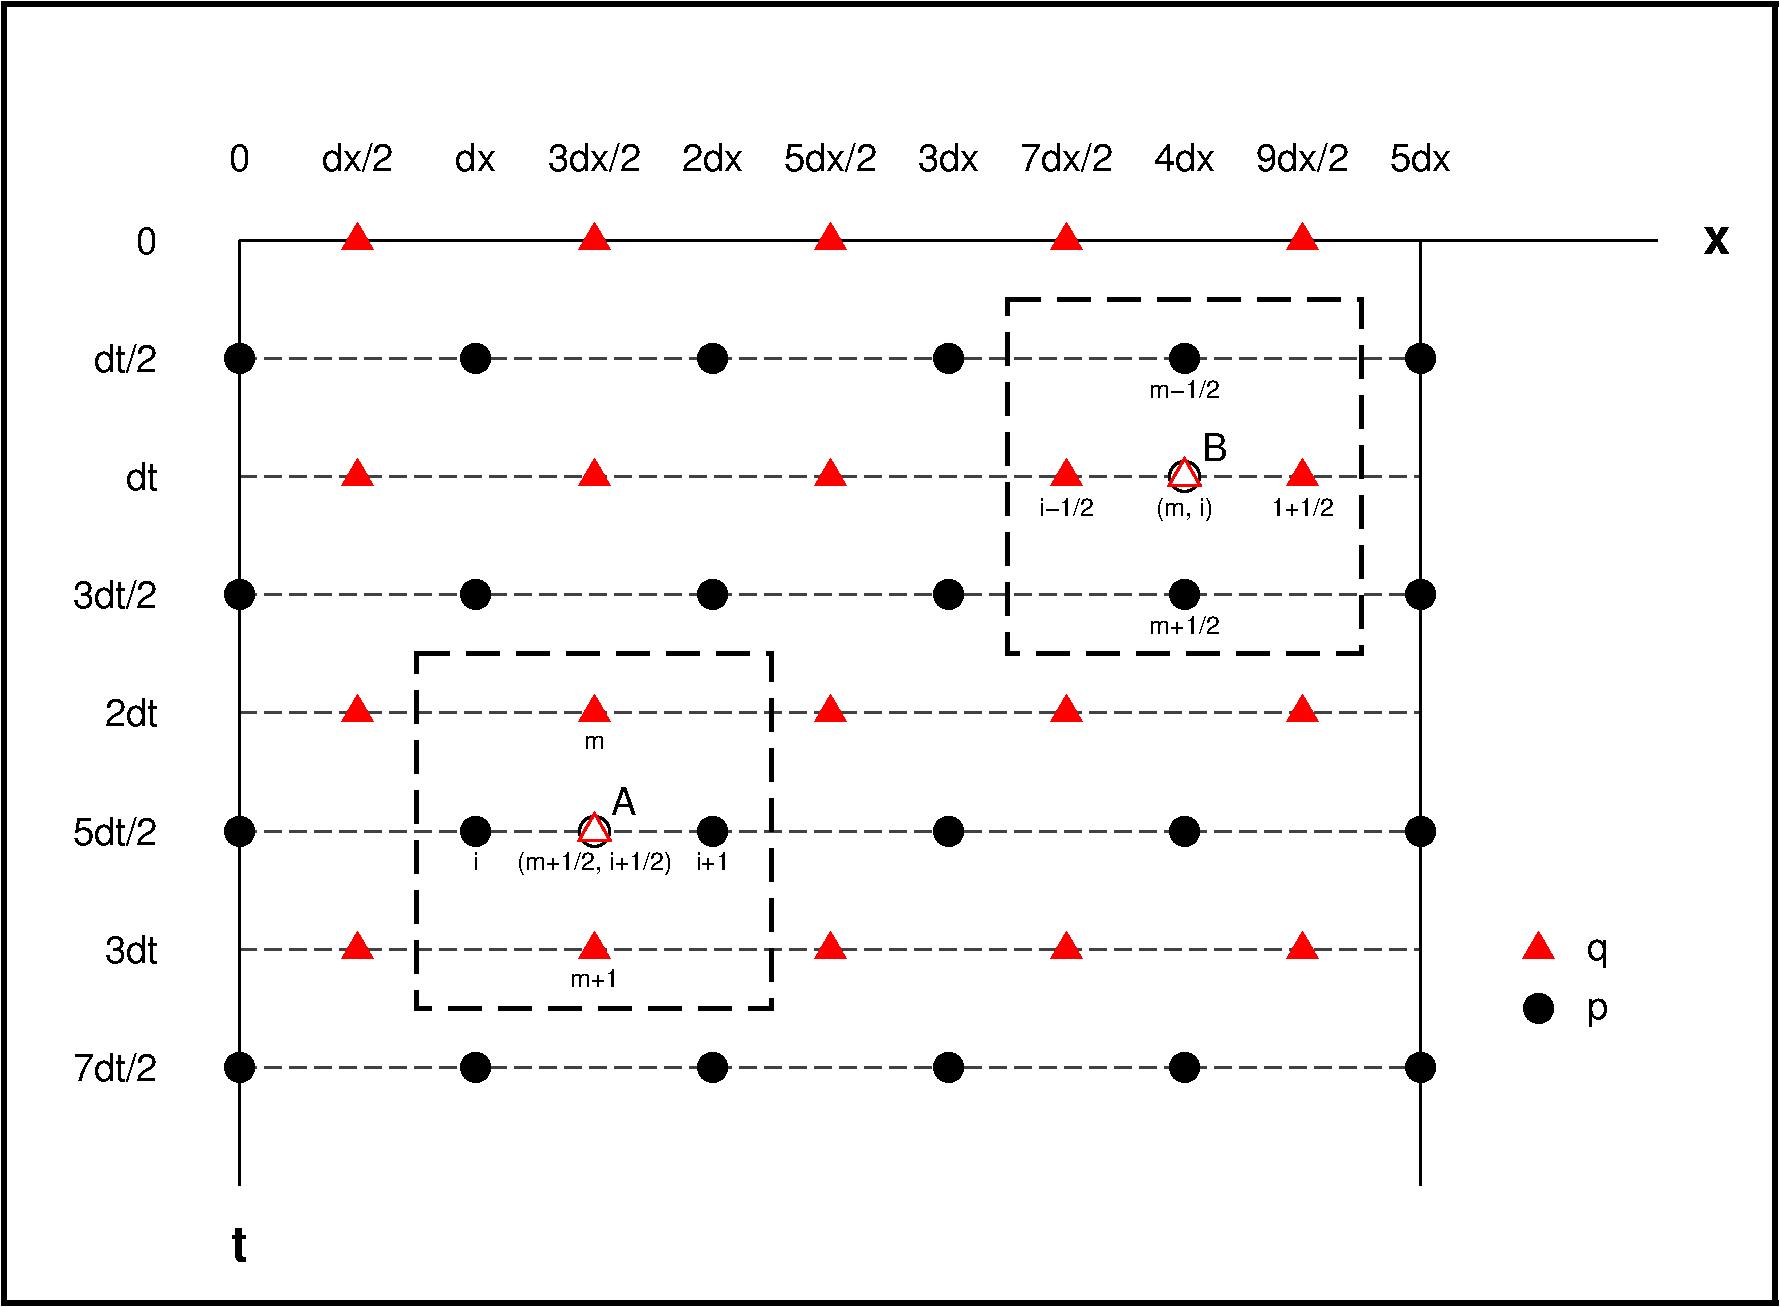 0 dx/2 dx 3dx/2 2dx 5dx/2 3dx 7dx/2 4dx 9dx/2 5dx
0 x
dt/2
m−1/2
B
dt
i−1/2 (m, i) 1+1/2
3dt/2
m+1/2
2dt
m
A
5dt/2
i (m+1/2, i+1/2) i+1
3dt q
m+1
p
7dt/2
t